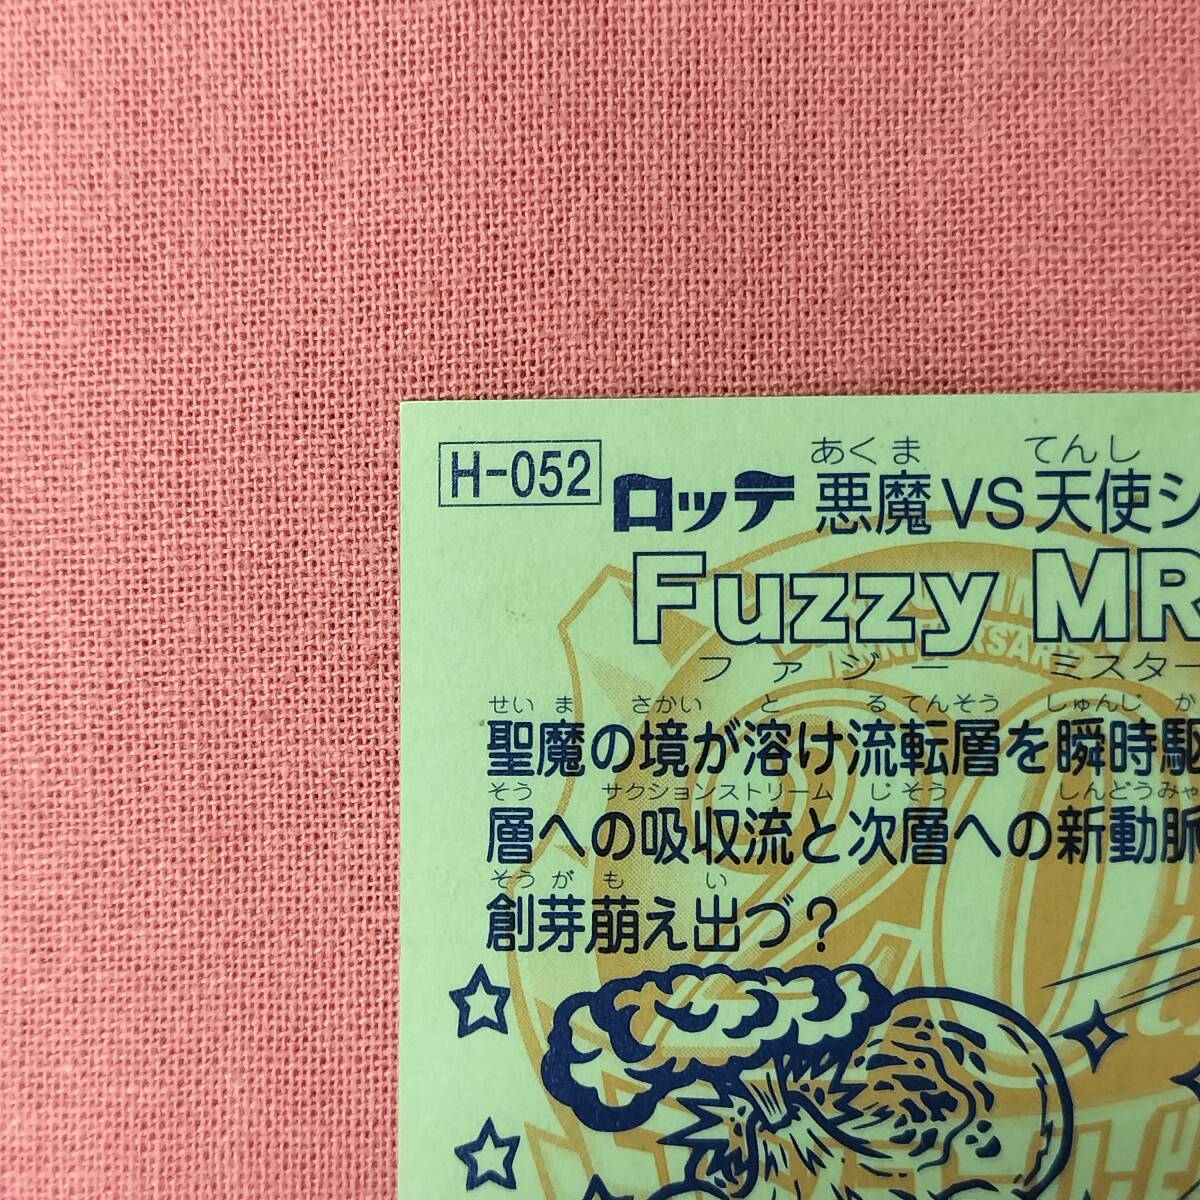 H-052
あくま てんし
ロッテ 悪魔VS天使シ
Fuzzy MR
ファジー ミスター
せいま さかい と る てんそう しゅんじ か
聖魔の境が溶け流転層を瞬時駆
そう サクションストリーム じそう しんどうみゃ
層への吸収流と次層への新動脈
そうが も い
創芽萌え出づ?
ANNIVERSARY
20th